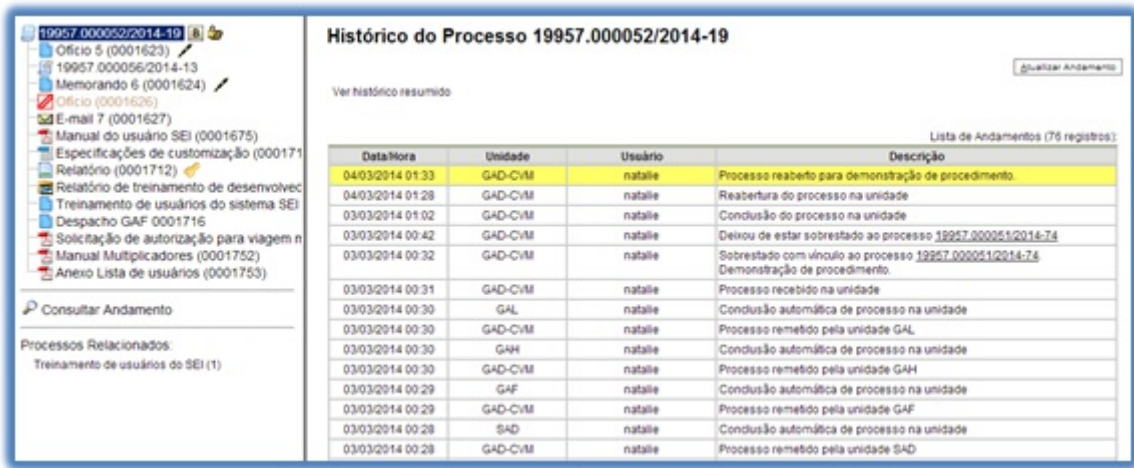 19957.000052/2014-19
Ofício 5 (0001623)
19957.000056/2014-13
Memorando 6 (0001624)
Ofício (0001626)
E-mail 7 (0001627)
Manual do usuário SEI (0001675)
Especificações de customização (000171
Relatório (0001712)
Relatório de treinamento de desenvolvec
Treinamento de usuários do sistema SEI
Despacho GAF 0001716
Solicitação de autorização para viagem n
Manual Multiplicadores (0001752)
Anexo Lista de usuários (0001753)
Consultar Andamento
Processos Relacionados:
Treinamento de usuários do SEI (1)
Histórico do Processo 19957.000052/2014-19
Atualizar Andamento
Ver histórico resumido
Lista de Andamentos (76 registros):
Data/Hora Unidade Usuário Descrição
04/03/2014 01:33 GAD-CVM natalie Processo reaberto para demonstração de procedimento.
04/03/2014 01:28 GAD-CVM natalie Reabertura do processo na unidade
03/03/2014 01:02 GAD-CVM natalie Conclusão do processo na unidade
03/03/2014 00:42 GAD-CVM natalie Deixou de estar sobrestado ao processo 19957.000051/2014-74
03/03/2014 00:32 GAD-CVM natalie Sobrestado com vínculo ao processo 19957.000051/2014-74.
Demonstração de procedimento.
03/03/2014 00:31 GAD-CVM natalie Processo recebido na unidade
03/03/2014 00:30 GAL natalie Conclusão automática de processo na unidade
03/03/2014 00:30 GAD-CVM natalie Processo remetido pela unidade GAL
03/03/2014 00:30 GAH natalie Conclusão automática de processo na unidade
03/03/2014 00:30 GAD-CVM natalie Processo remetido pela unidade GAH
03/03/2014 00:29 GAF natalie Conclusão automática de processo na unidade
03/03/2014 00:29 GAD-CVM natalie Processo remetido pela unidade GAF
03/03/2014 00:28 SAD natalie Conclusão automática de processo na unidade
03/03/2014 00:28 GAD-CVM natalie Processo remetido pela unidade SAD